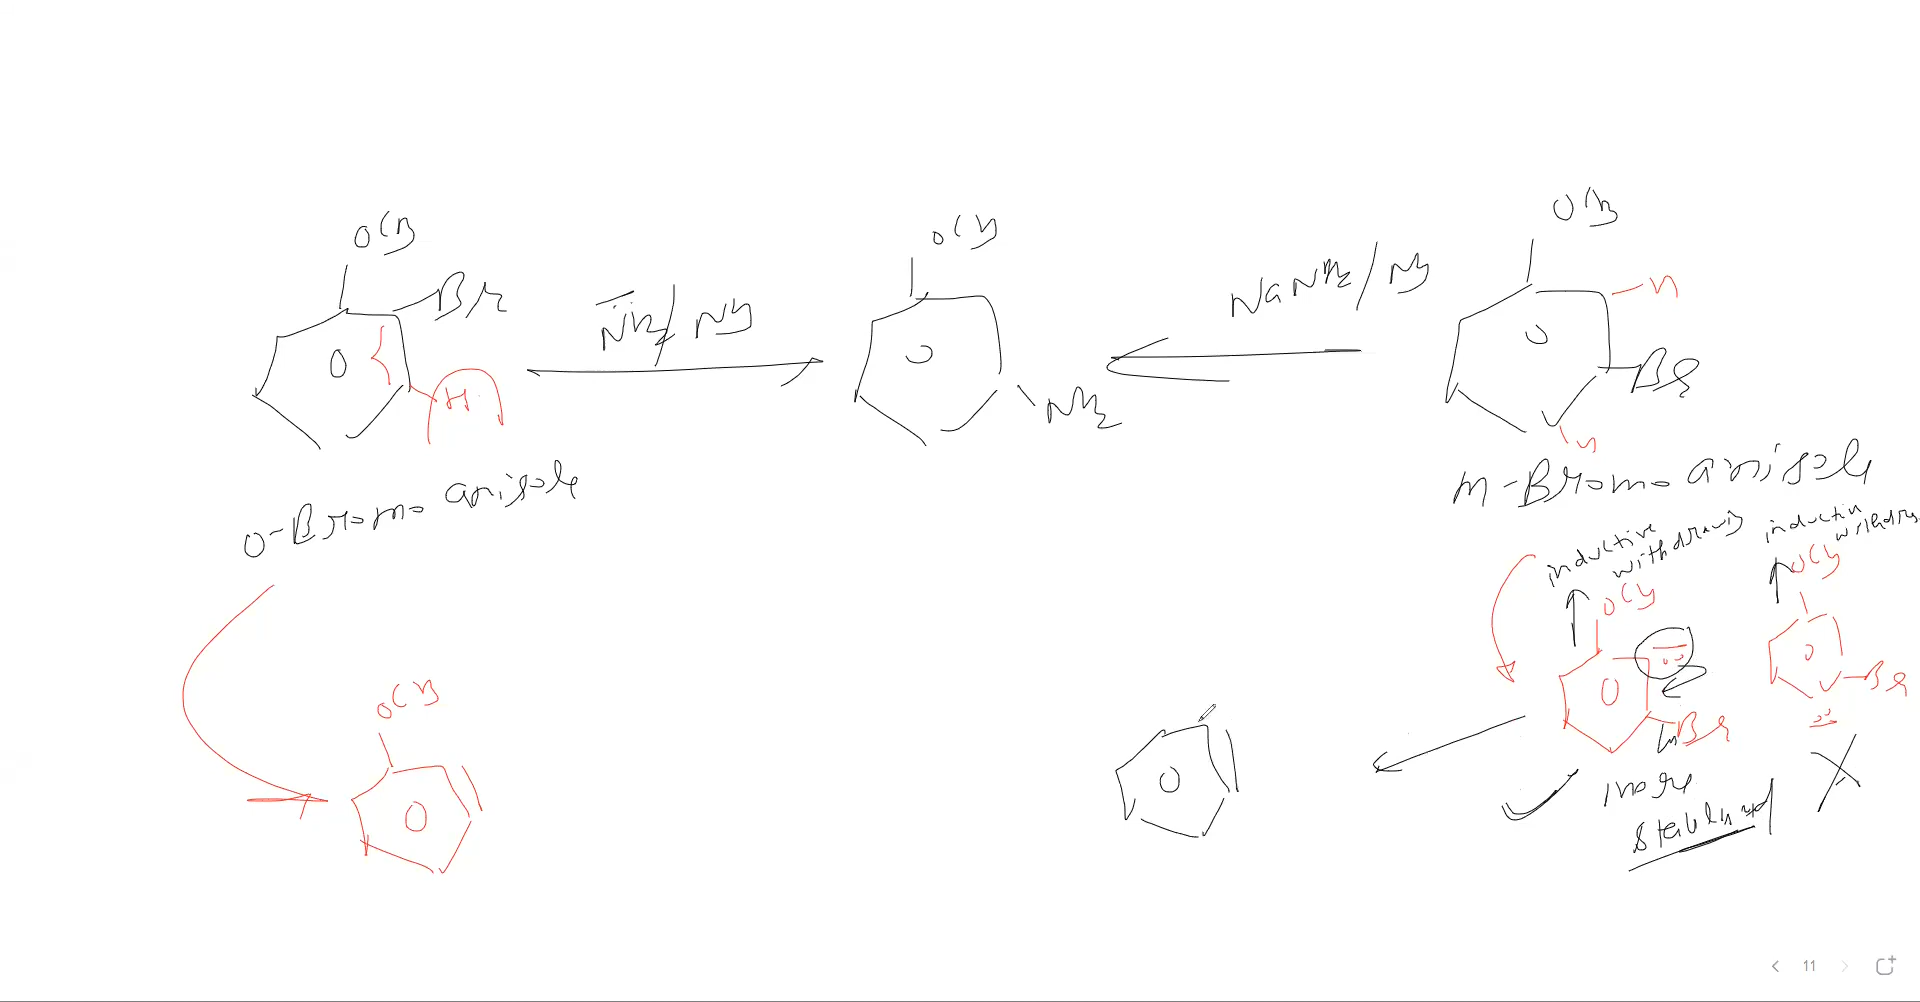 OCH3
Br
H
o-Bromo anisole
NH2 / NH3
OCH3
NH2
NaNH2 / NH3
OCH3
H
Br
H
m-Bromo anisole
inductive
withdrawing
OCH3
Br
more
stabilized
inductive
OCH3
Br
OCH3
11